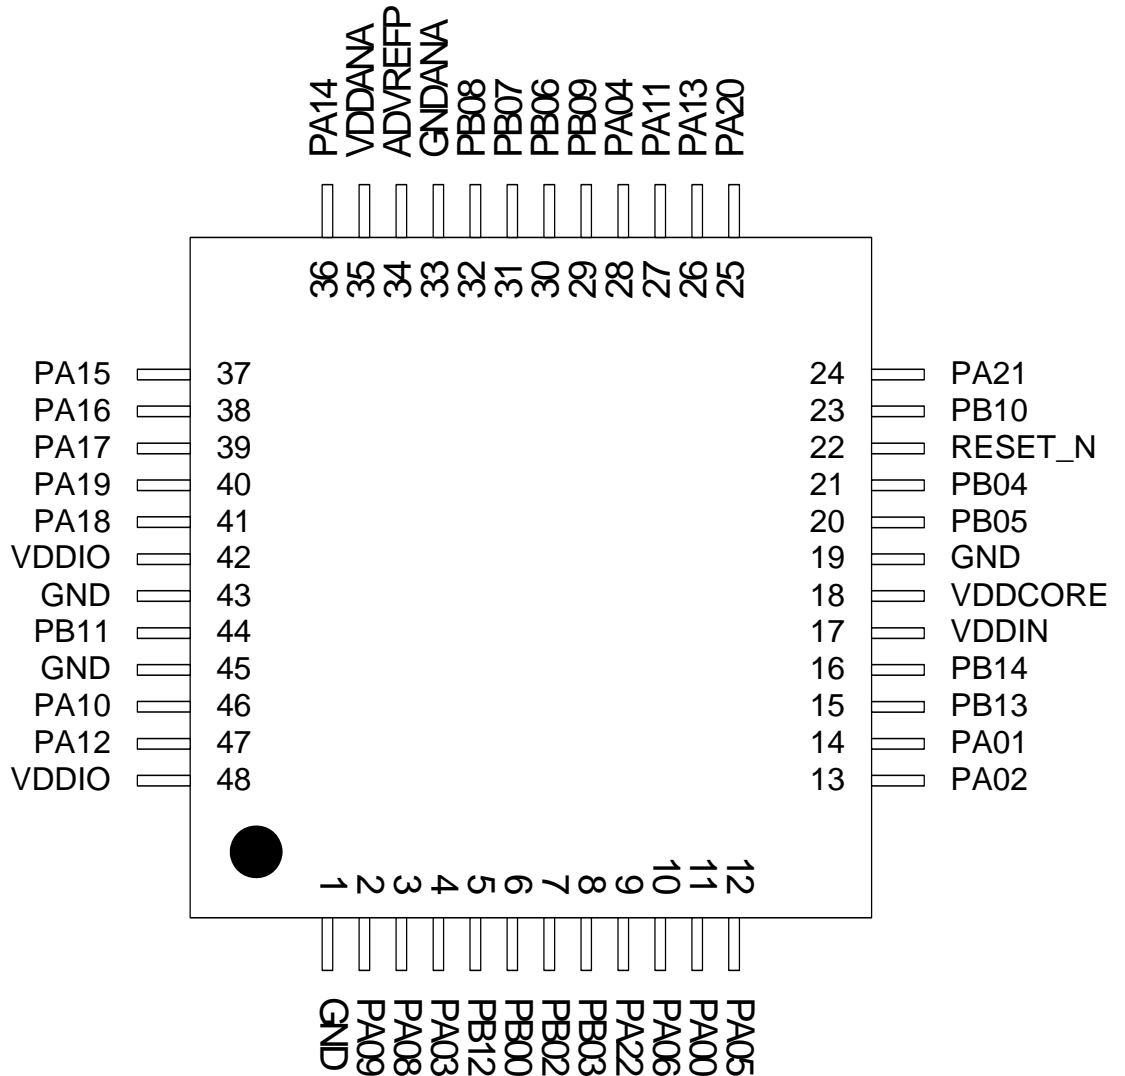 PA14
VDDANA
ADVREFP
GNDANA
PB08
PB07
PB06
PB09
PA04
PA11
PA13
PA20
36
35
34
33
32
31
30
29
28
27
26
25
PA15 37
PA16 38
PA17 39
PA19 40
PA18 41
VDDIO 42
GND 43
PB11 44
GND 45
PA10 46
PA12 47
VDDIO 48
24 PA21
23 PB10
22 RESET_N
21 PB04
20 PB05
19 GND
18 VDDCORE
17 VDDIN
16 PB14
15 PB13
14 PA01
13 PA02
1
2
3
4
5
6
7
8
9
10
11
12
GND
PA09
PA08
PA03
PB12
PB00
PB02
PB03
PA22
PA06
PA00
PA05